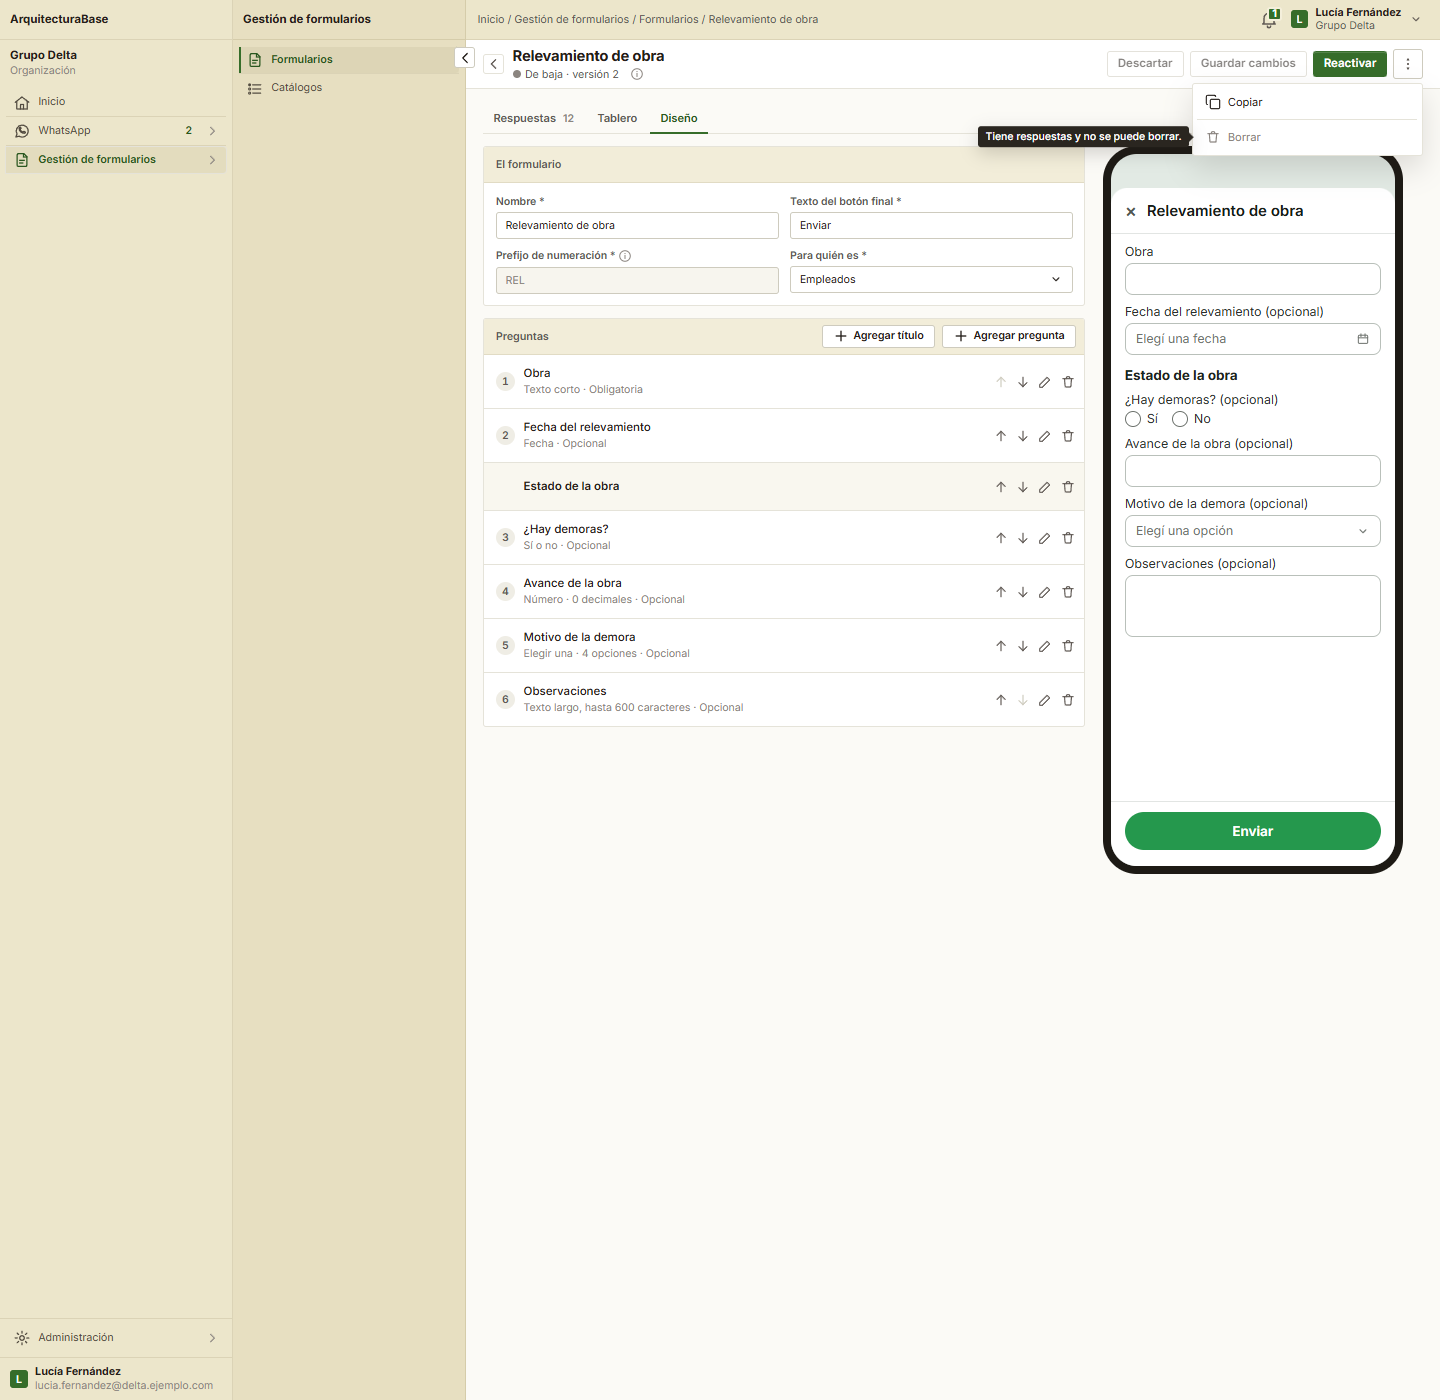 ArquitecturaBase
Grupo Delta
Organización
Inicio
WhatsApp 2
Gestión de formularios
Administración
L Lucía Fernández
lucia.fernandez@delta.ejemplo.com
Gestión de formularios
Formularios
Catálogos
Inicio / Gestión de formularios / Formularios / Relevamiento de obra
1
L Lucía Fernández
Grupo Delta
Relevamiento de obra
De baja · versión 2
Descartar
Guardar cambios
Reactivar
Copiar
Borrar
Tiene respuestas y no se puede borrar.
Respuestas 12
Tablero
Diseño
El formulario
Nombre *
Relevamiento de obra
Texto del botón final *
Enviar
Prefijo de numeración *
REL
Para quién es *
Empleados
Preguntas
Agregar título
Agregar pregunta
1 Obra
Texto corto · Obligatoria
2 Fecha del relevamiento
Fecha · Opcional
Estado de la obra
3 ¿Hay demoras?
Sí o no · Opcional
4 Avance de la obra
Número · 0 decimales · Opcional
5 Motivo de la demora
Elegir una · 4 opciones · Opcional
6 Observaciones
Texto largo, hasta 600 caracteres · Opcional
Relevamiento de obra
Obra
Fecha del relevamiento (opcional)
Elegí una fecha
Estado de la obra
¿Hay demoras? (opcional)
Sí No
Avance de la obra (opcional)
Motivo de la demora (opcional)
Elegí una opción
Observaciones (opcional)
Enviar